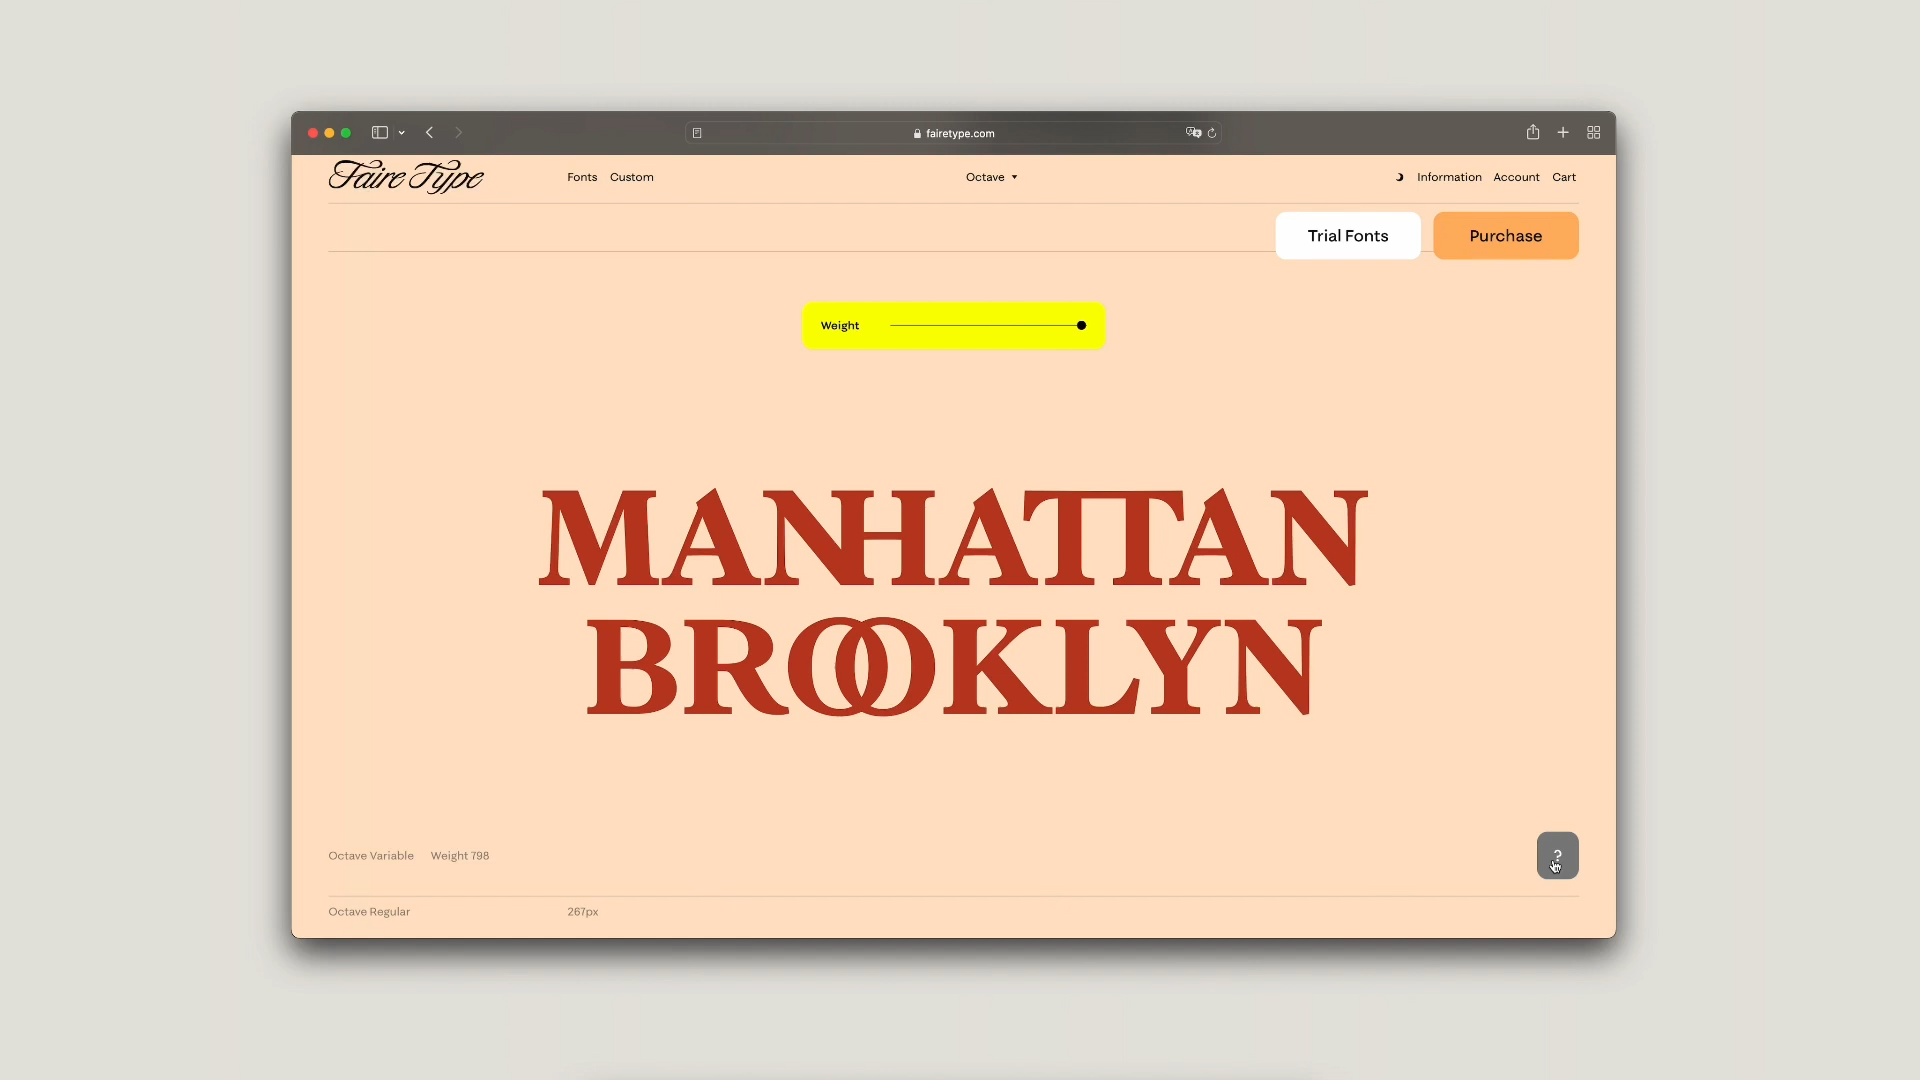 fairetype.com
Faire Type
Fonts Custom
Octave
Information Account Cart
Trial Fonts
Purchase
Weight
MANHATTAN
BROOKLYN
Octave Variable Weight 798
?
Octave Regular 267px